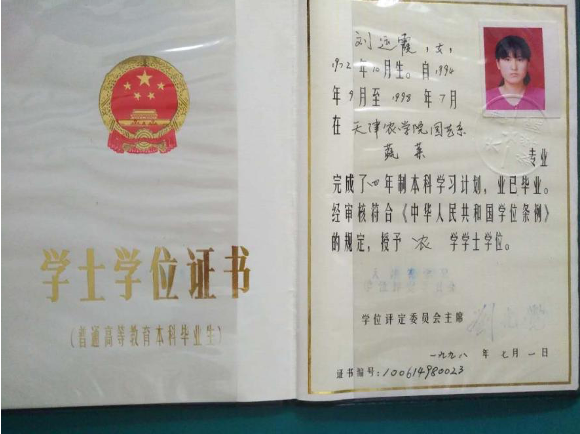 学士学位证书
(普通高等教育本科毕业生)
刘远霞,女,
1972年10月生。自1994
年9月至1998年7月
在天津农学院园艺系
蔬菜专业
完成了四年制本科学习计划,业已毕业。
经审核符合《中华人民共和国学位条例》
的规定,授予农学学士学位。
学位评定委员会主席
一九九八年七月一日
证书编号:100614980023